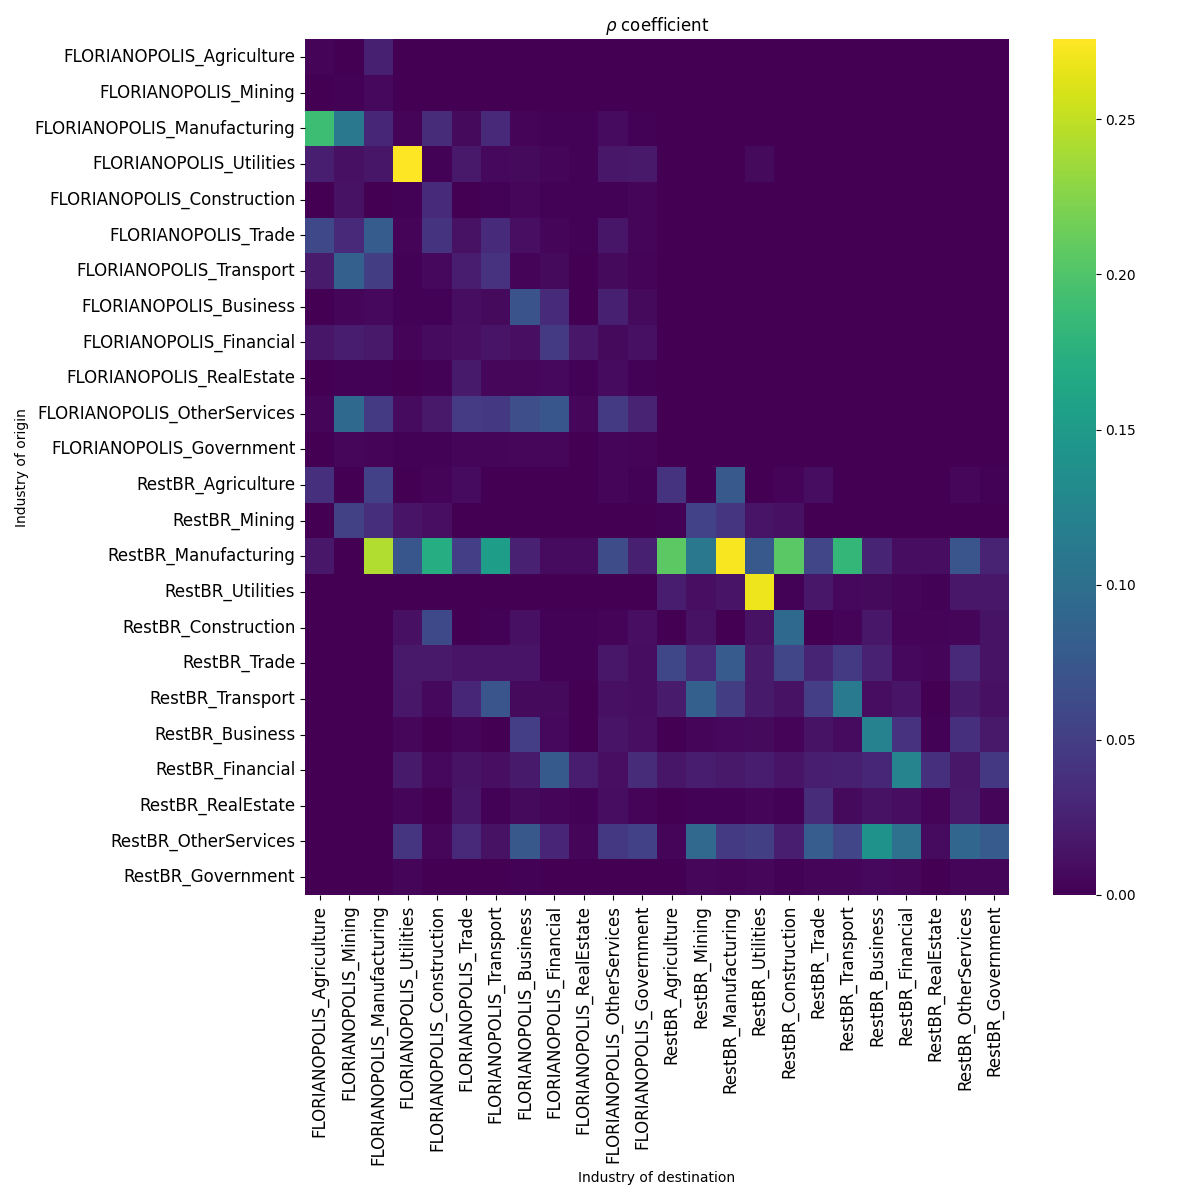 ρ coefficient
Industry of origin
FLORIANOPOLIS_Agriculture
FLORIANOPOLIS_Mining
FLORIANOPOLIS_Manufacturing
FLORIANOPOLIS_Utilities
FLORIANOPOLIS_Construction
FLORIANOPOLIS_Trade
FLORIANOPOLIS_Transport
FLORIANOPOLIS_Business
FLORIANOPOLIS_Financial
FLORIANOPOLIS_RealEstate
FLORIANOPOLIS_OtherServices
FLORIANOPOLIS_Government
RestBR_Agriculture
RestBR_Mining
RestBR_Manufacturing
RestBR_Utilities
RestBR_Construction
RestBR_Trade
RestBR_Transport
RestBR_Business
RestBR_Financial
RestBR_RealEstate
RestBR_OtherServices
RestBR_Government
FLORIANOPOLIS_Agriculture
FLORIANOPOLIS_Mining
FLORIANOPOLIS_Manufacturing
FLORIANOPOLIS_Utilities
FLORIANOPOLIS_Construction
FLORIANOPOLIS_Trade
FLORIANOPOLIS_Transport
FLORIANOPOLIS_Business
FLORIANOPOLIS_Financial
FLORIANOPOLIS_RealEstate
FLORIANOPOLIS_OtherServices
FLORIANOPOLIS_Government
RestBR_Agriculture
RestBR_Mining
RestBR_Manufacturing
RestBR_Utilities
RestBR_Construction
RestBR_Trade
RestBR_Transport
RestBR_Business
RestBR_Financial
RestBR_RealEstate
RestBR_OtherServices
RestBR_Government
Industry of destination
0.25
0.20
0.15
0.10
0.05
0.00